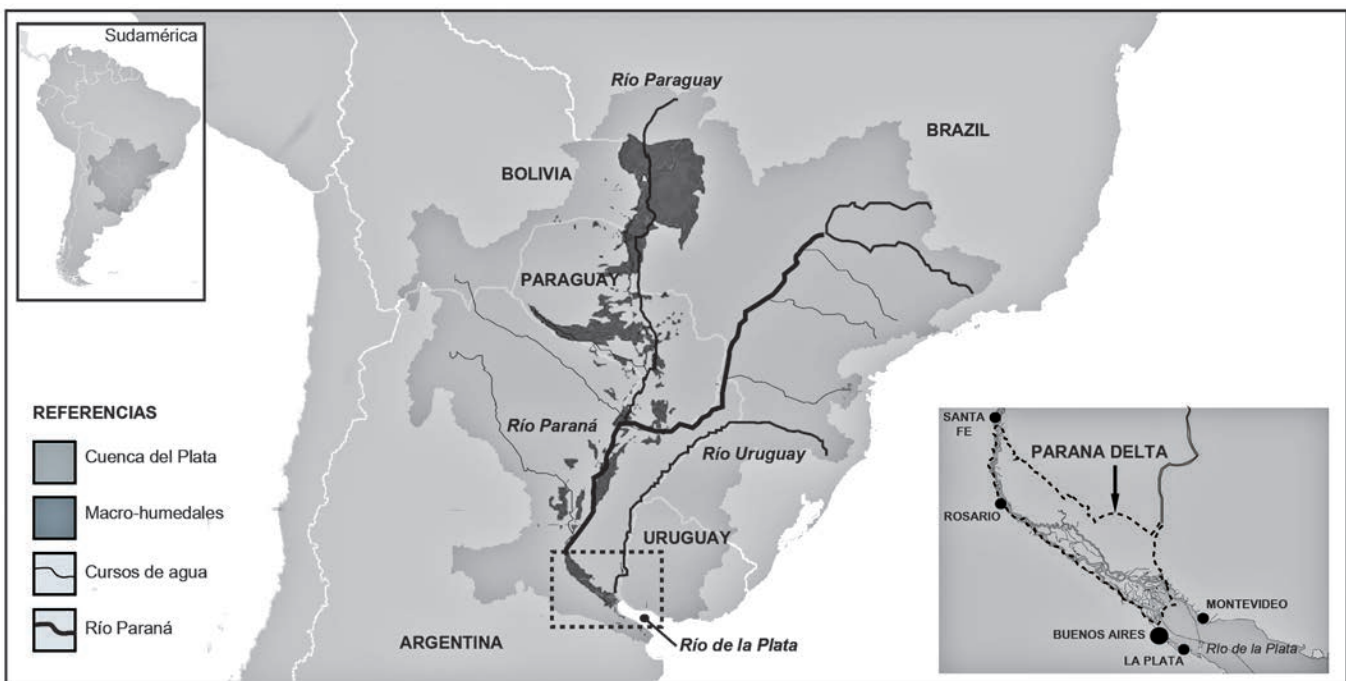 Sudamérica
Río Paraguay
BRAZIL
BOLIVIA
PARAGUAY
REFERENCIAS
Cuenca del Plata
Macro-humedales
Cursos de agua
Río Paraná
Río Paraná
Río Uruguay
URUGUAY
ARGENTINA
Río de la Plata
SANTA
FE
PARANA DELTA
ROSARIO
MONTEVIDEO
BUENOS AIRES
LA PLATA
Río de la Plata